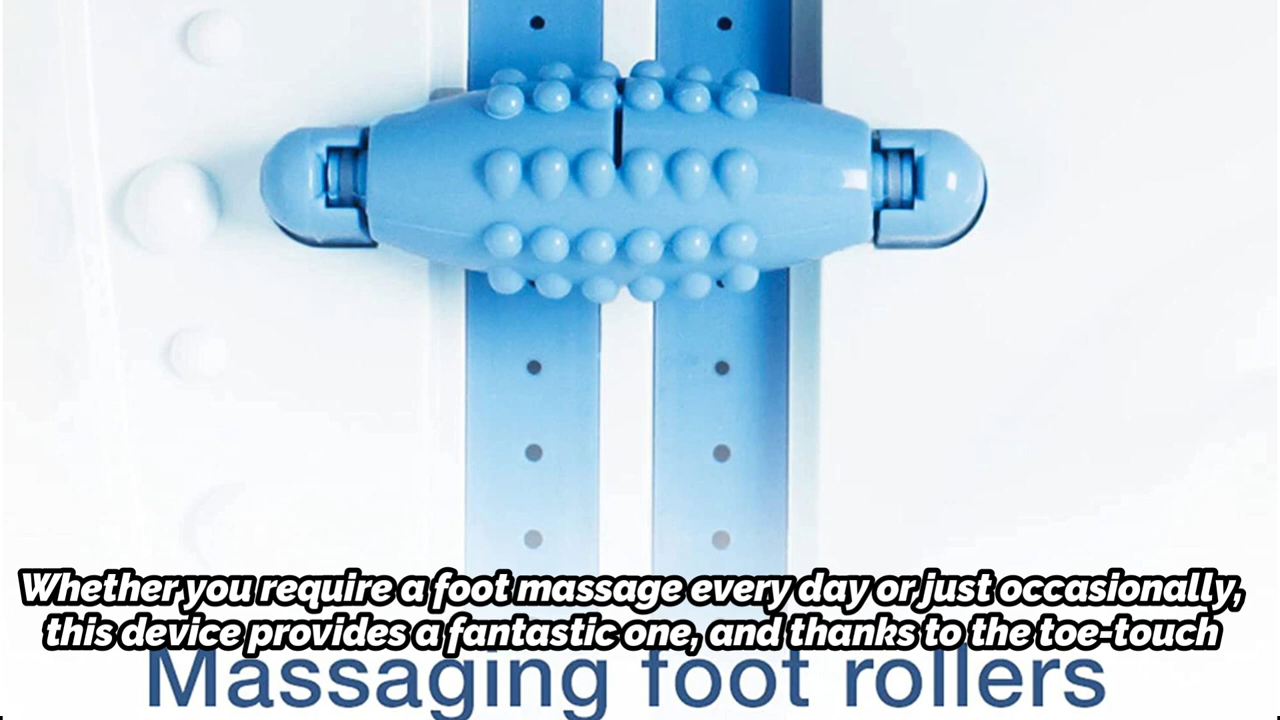 Whether you require a foot massage every day or just occasionally,
this device provides a fantastic one, and thanks to the toe-touch
Massaging foot rollers